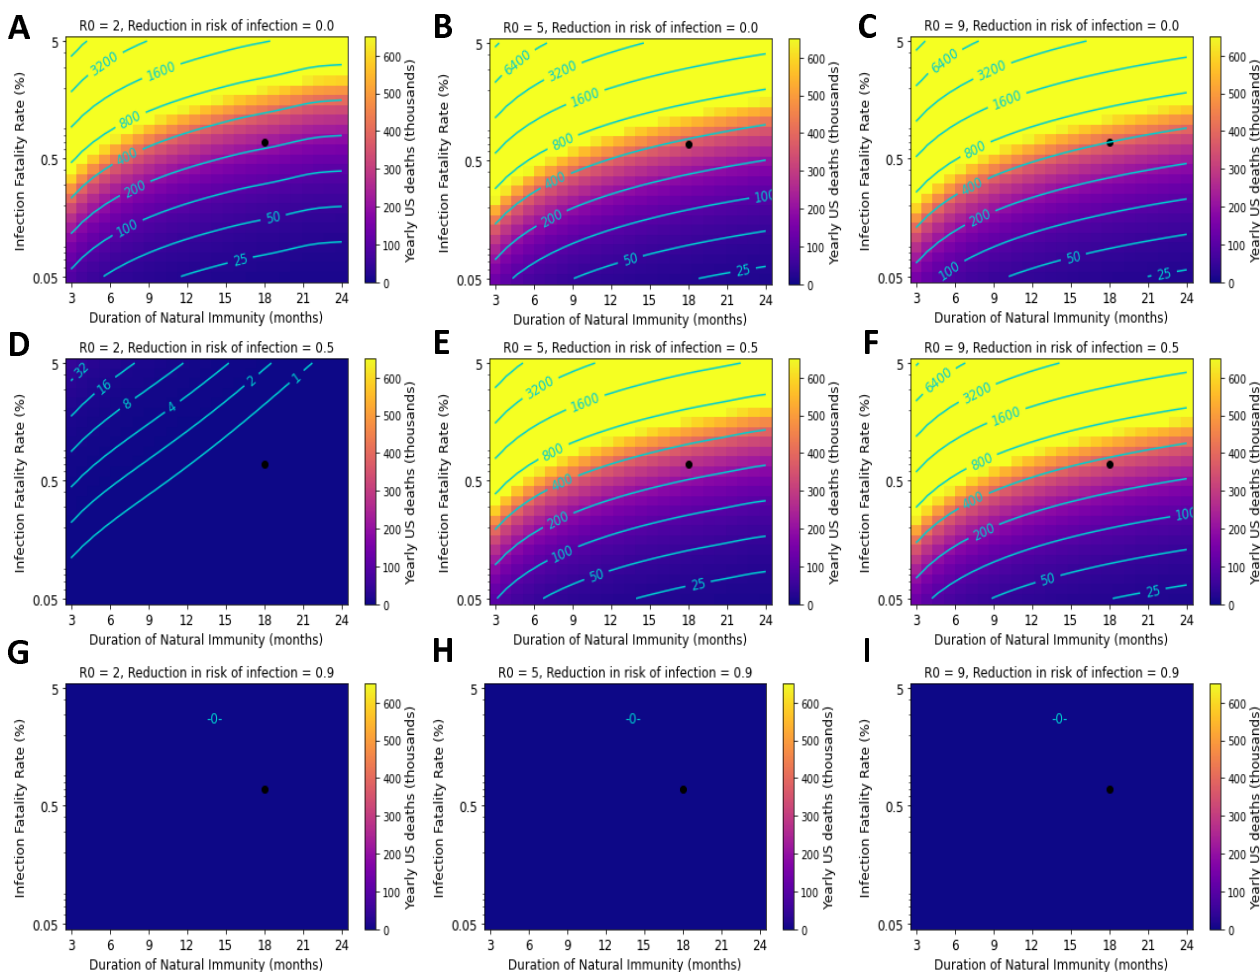 A
R0 = 2, Reduction in risk of infection = 0.0
Infection Fatality Rate (%)
5
0.5
0.05
3200
1600
800
400
200
100
50
25
3 6 9 12 15 18 21 24
Duration of Natural Immunity (months)
600
500
400
300
200
100
0
Yearly US deaths (thousands)
B
R0 = 5, Reduction in risk of infection = 0.0
Infection Fatality Rate (%)
5
0.5
0.05
6400
3200
1600
800
400
200
100
50
25
3 6 9 12 15 18 21 24
Duration of Natural Immunity (months)
600
500
400
300
200
100
0
Yearly US deaths (thousands)
C
R0 = 9, Reduction in risk of infection = 0.0
Infection Fatality Rate (%)
5
0.5
0.05
6400
3200
1600
800
400
200
100
50
25
3 6 9 12 15 18 21 24
Duration of Natural Immunity (months)
600
500
400
300
200
100
0
Yearly US deaths (thousands)
D
R0 = 2, Reduction in risk of infection = 0.5
Infection Fatality Rate (%)
5
0.5
0.05
32
16
8
4
2
1
3 6 9 12 15 18 21 24
Duration of Natural Immunity (months)
600
500
400
300
200
100
0
Yearly US deaths (thousands)
E
R0 = 5, Reduction in risk of infection = 0.5
Infection Fatality Rate (%)
5
0.5
0.05
3200
1600
800
400
200
100
50
25
3 6 9 12 15 18 21 24
Duration of Natural Immunity (months)
600
500
400
300
200
100
0
Yearly US deaths (thousands)
F
R0 = 9, Reduction in risk of infection = 0.5
Infection Fatality Rate (%)
5
0.5
0.05
6400
3200
1600
800
400
200
100
50
25
3 6 9 12 15 18 21 24
Duration of Natural Immunity (months)
600
500
400
300
200
100
0
Yearly US deaths (thousands)
G
R0 = 2, Reduction in risk of infection = 0.9
Infection Fatality Rate (%)
5
0.5
0.05
-0-
3 6 9 12 15 18 21 24
Duration of Natural Immunity (months)
600
500
400
300
200
100
0
Yearly US deaths (thousands)
H
R0 = 5, Reduction in risk of infection = 0.9
Infection Fatality Rate (%)
5
0.5
0.05
-0-
3 6 9 12 15 18 21 24
Duration of Natural Immunity (months)
600
500
400
300
200
100
0
Yearly US deaths (thousands)
I
R0 = 9, Reduction in risk of infection = 0.9
Infection Fatality Rate (%)
5
0.5
0.05
-0-
3 6 9 12 15 18 21 24
Duration of Natural Immunity (months)
600
500
400
300
200
100
0
Yearly US deaths (thousands)